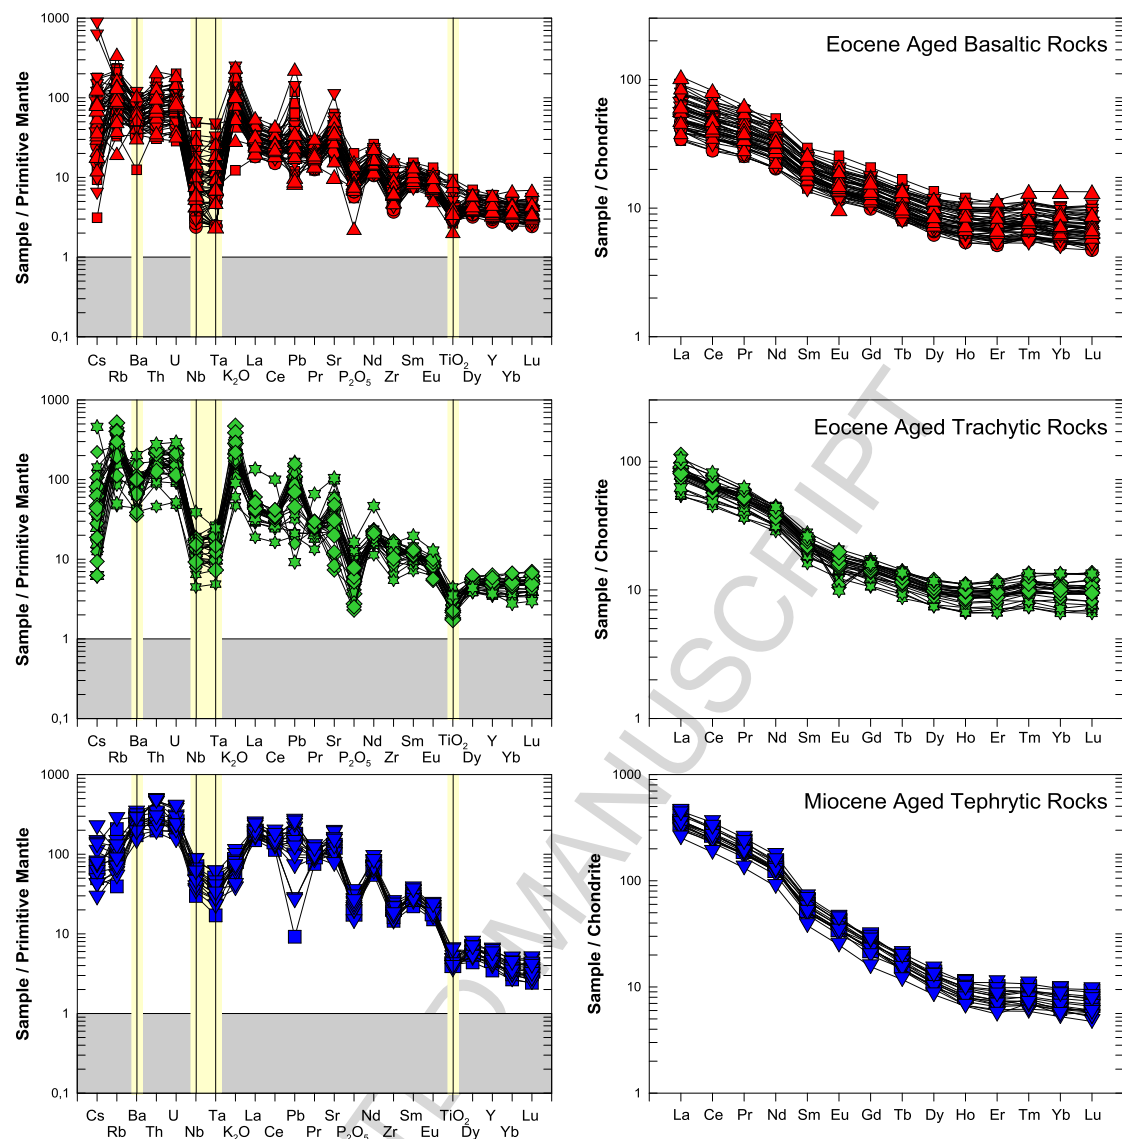 1000
100
10
1
0,1
Sample / Primitive Mantle
Cs Ba U Ta La Pb Sr Nd Sm TiO2 Y Lu
Rb Th Nb K2O Ce Pr P2O5 Zr Eu Dy Yb
Eocene Aged Basaltic Rocks
100
10
1
Sample / Chondrite
La Ce Pr Nd Sm Eu Gd Tb Dy Ho Er Tm Yb Lu
1000
100
10
1
0,1
Sample / Primitive Mantle
Cs Ba U Ta La Pb Sr Nd Sm TiO2 Y Lu
Rb Th Nb K2O Ce Pr P2O5 Zr Eu Dy Yb
Eocene Aged Trachytic Rocks
100
10
1
Sample / Chondrite
La Ce Pr Nd Sm Eu Gd Tb Dy Ho Er Tm Yb Lu
1000
100
10
1
0,1
Sample / Primitive Mantle
Cs Ba U Ta La Pb Sr Nd Sm TiO2 Y Lu
Rb Th Nb K2O Ce Pr P2O5 Zr Eu Dy Yb
Miocene Aged Tephrytic Rocks
1000
100
10
1
Sample / Chondrite
La Ce Pr Nd Sm Eu Gd Tb Dy Ho Er Tm Yb Lu
TED MANUSCRIPT